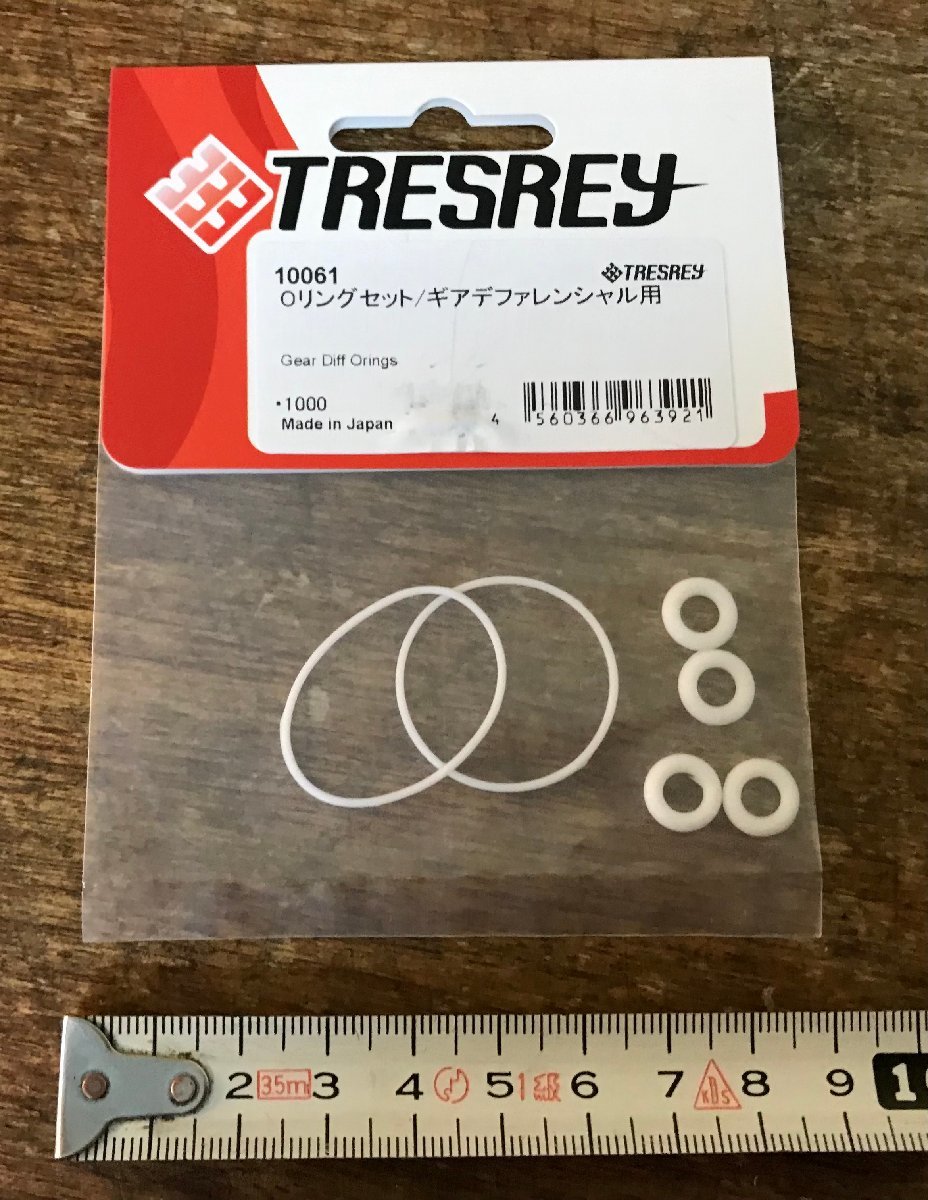 TRESREY
10061
TRESREY
Oリングセット/ギアデファレンシャル用
Gear Diff Orings
・1000
Made in Japan
4 560366 963921
2 35m 3 4 5 6 7 KDS 8 9